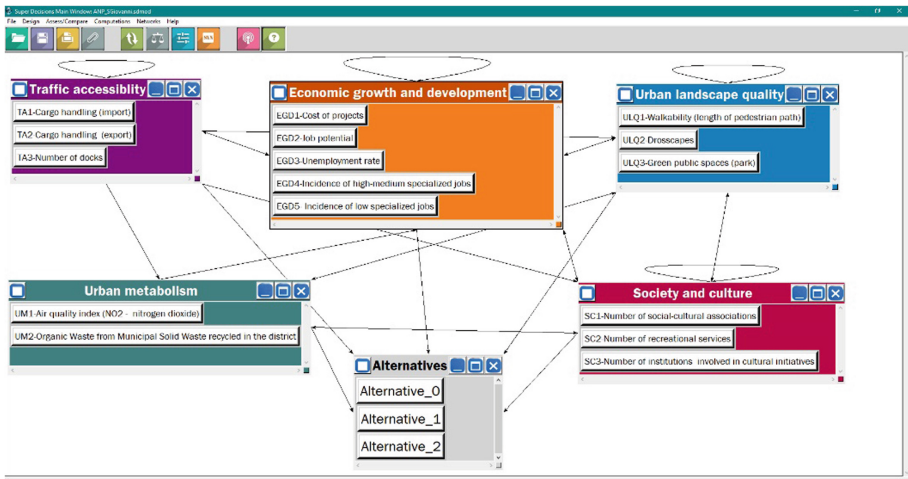 Super Decisions Main Window: ANP_SGiovanni.sdmod
File Design Assess/Compare Computations Networks Help
Traffic accessiblity
TA1-Cargo handling (import)
TA2 Cargo handling (export)
TA3-Number of docks
Economic growth and development
EGD1-Cost of projects
EGD2-Job potential
EGD3-Unemployment rate
EGD4-Incidence of high-medium specialized jobs
EGD5- Incidence of low specialized jobs
Urban landscape quality
ULQ1-Walkability (length of pedestrian path)
ULQ2 Drosscapes
ULQ3-Green public spaces (park)
Urban metabolism
UM1-Air quality index (NO2 - nitrogen dioxide)
UM2-Organic Waste from Municipal Solid Waste recycled in the district
Society and culture
SC1-Number of social-cultural associations
SC2-Number of recreational services
SC3-Number of institutions involved in cultural initiatives
Alternatives
Alternative_0
Alternative_1
Alternative_2